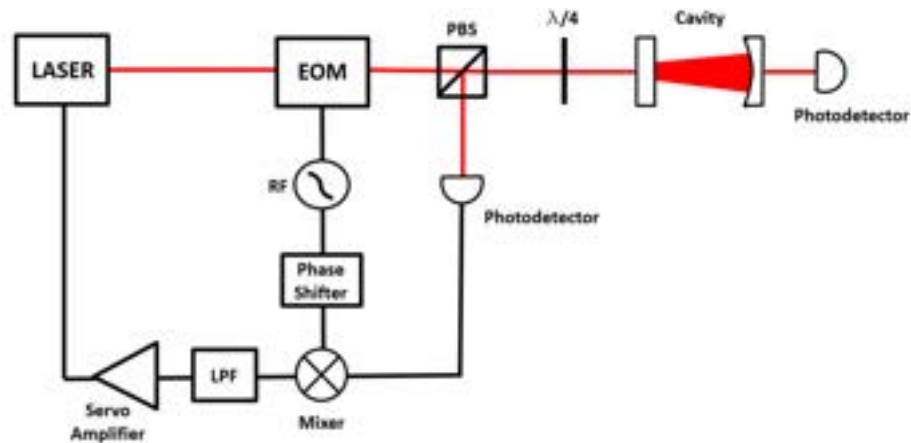 LASER
EOM
PBS
λ/4
Cavity
Photodetector
RF
Photodetector
Phase
Shifter
LPF
Servo
Amplifier
Mixer